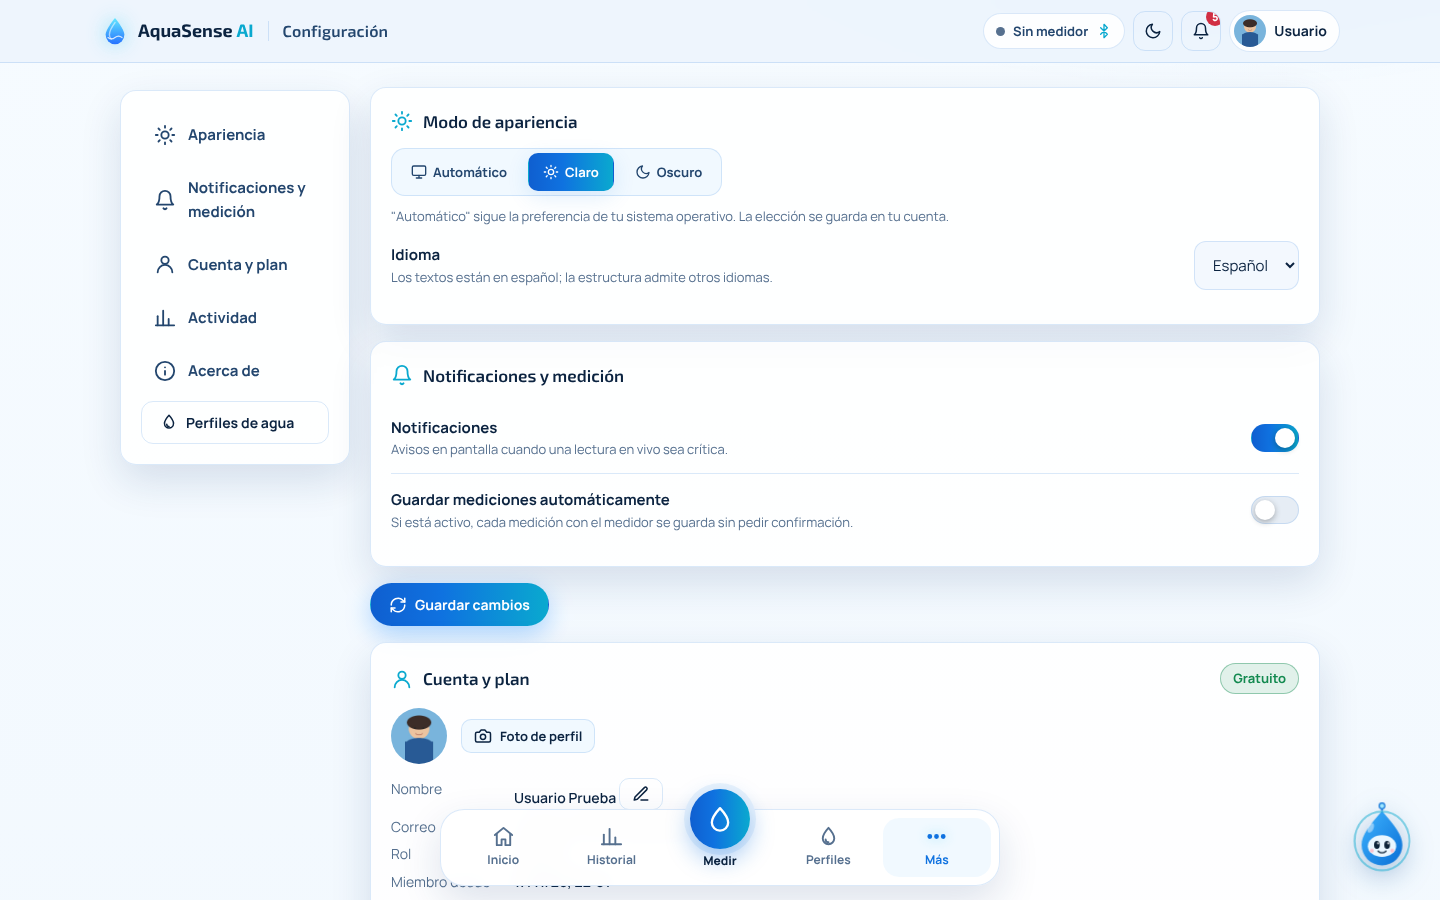 AquaSense AI
Configuración
Sin medidor
5
Usuario
Apariencia
Notificaciones y
medición
Cuenta y plan
Actividad
Acerca de
Perfiles de agua
Modo de apariencia
Automático
Claro
Oscuro
"Automático" sigue la preferencia de tu sistema operativo. La elección se guarda en tu cuenta.
Idioma
Los textos están en español; la estructura admite otros idiomas.
Español
Notificaciones y medición
Notificaciones
Avisos en pantalla cuando una lectura en vivo sea crítica.
Guardar mediciones automáticamente
Si está activo, cada medición con el medidor se guarda sin pedir confirmación.
Guardar cambios
Cuenta y plan
Gratuito
Foto de perfil
Nombre
Usuario Prueba
Correo
Rol
Miembro
Inicio
Historial
Medir
Perfiles
Más